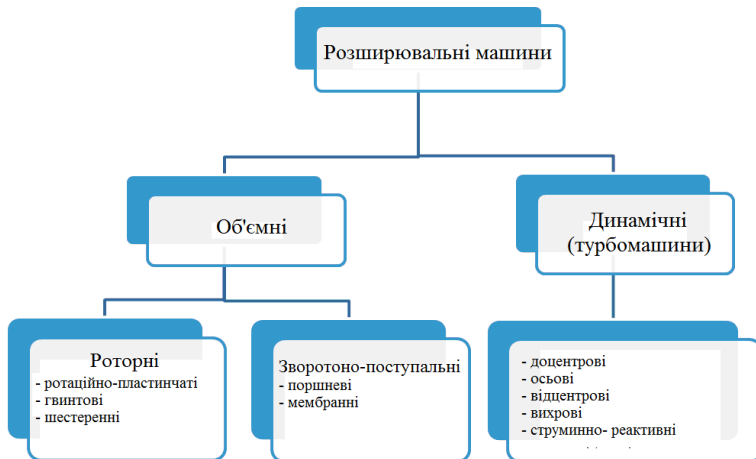 Розширювальні машини
Об'ємні
Динамічні
(турбомашини)
Роторні
- ротаційно-пластинчаті
- гвинтові
- шестеренні
Зворотоно-поступальні
- поршневі
- мембранні
- доцентрові
- осьові
- відцентрові
- вихрові
- струминно- реактивні